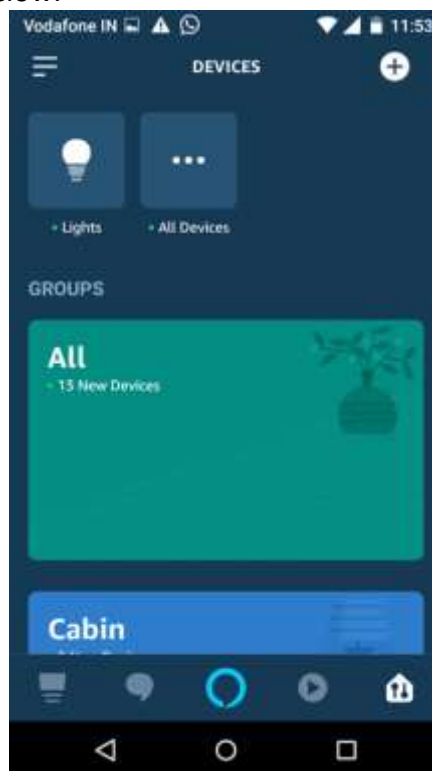 Vodafone IN 11:53
DEVICES
• Lights • All Devices
GROUPS
All
• 13 New Devices
Cabin